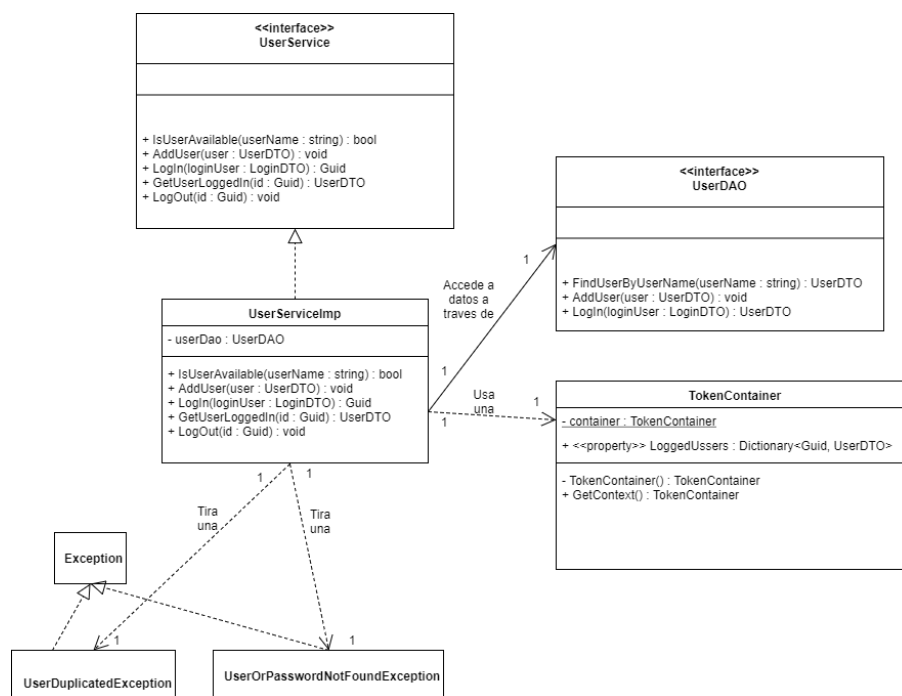 <<interface>>
UserService
+ IsUserAvailable(userName : string) : bool
+ AddUser(user : UserDTO) : void
+ LogIn(loginUser : LoginDTO) : Guid
+ GetUserLoggedIn(id : Guid) : UserDTO
+ LogOut(id : Guid) : void
<<interface>>
UserDAO
+ FindUserByUserName(userName : string) : UserDTO
+ AddUser(user : UserDTO) : void
+ LogIn(loginUser : LoginDTO) : UserDTO
1
Accede a
datos a
traves de
1
UserServiceImp
- userDao : UserDAO
+ IsUserAvailable(userName : string) : bool
+ AddUser(user : UserDTO) : void
+ LogIn(loginUser : LoginDTO) : Guid
+ GetUserLoggedIn(id : Guid) : UserDTO
+ LogOut(id : Guid) : void
Usa
una
1
1
TokenContainer
- container : TokenContainer
+ <<property>> LoggedUssers : Dictionary<Guid, UserDTO>
- TokenContainer() : TokenContainer
+ GetContext() : TokenContainer
1
1
Tira
una
Tira
una
Exception
1
1
UserDuplicatedException
UserOrPasswordNotFoundException